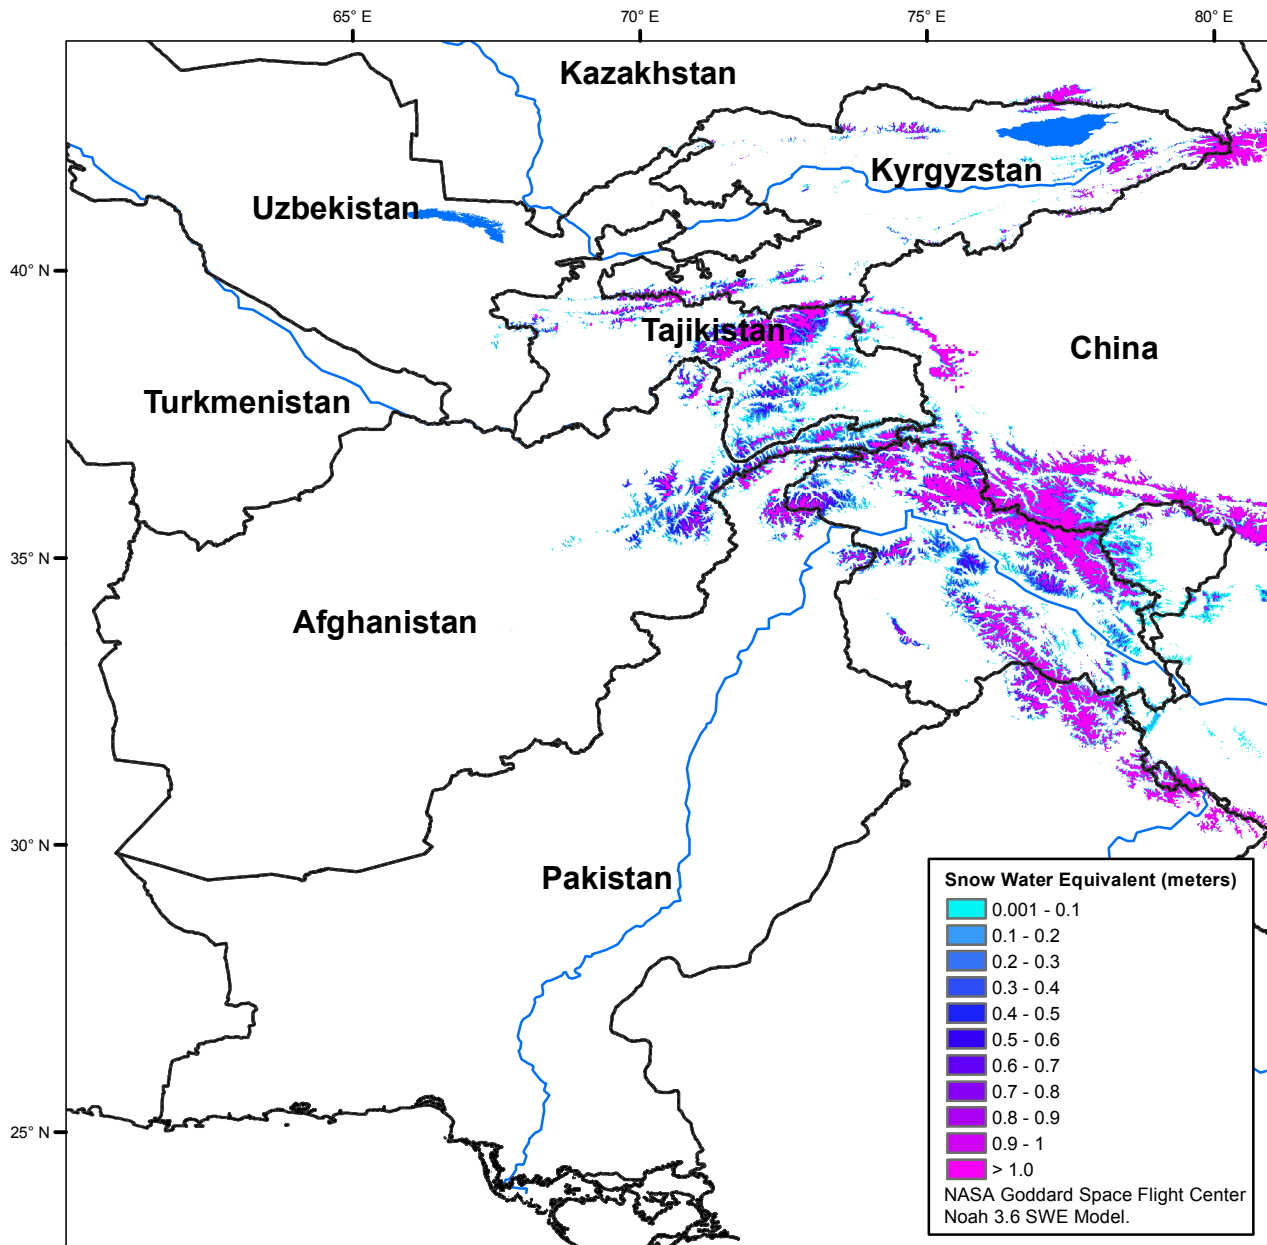 65° E
70° E
75° E
80° E
Kazakhstan
Kyrgyzstan
Uzbekistan
40° N
Tajikistan
China
Turkmenistan
35° N
Afghanistan
30° N
Pakistan
25° N
Snow Water Equivalent (meters)
0.001 - 0.1
0.1 - 0.2
0.2 - 0.3
0.3 - 0.4
0.4 - 0.5
0.5 - 0.6
0.6 - 0.7
0.7 - 0.8
0.8 - 0.9
0.9 - 1
> 1.0
NASA Goddard Space Flight Center
Noah 3.6 SWE Model.